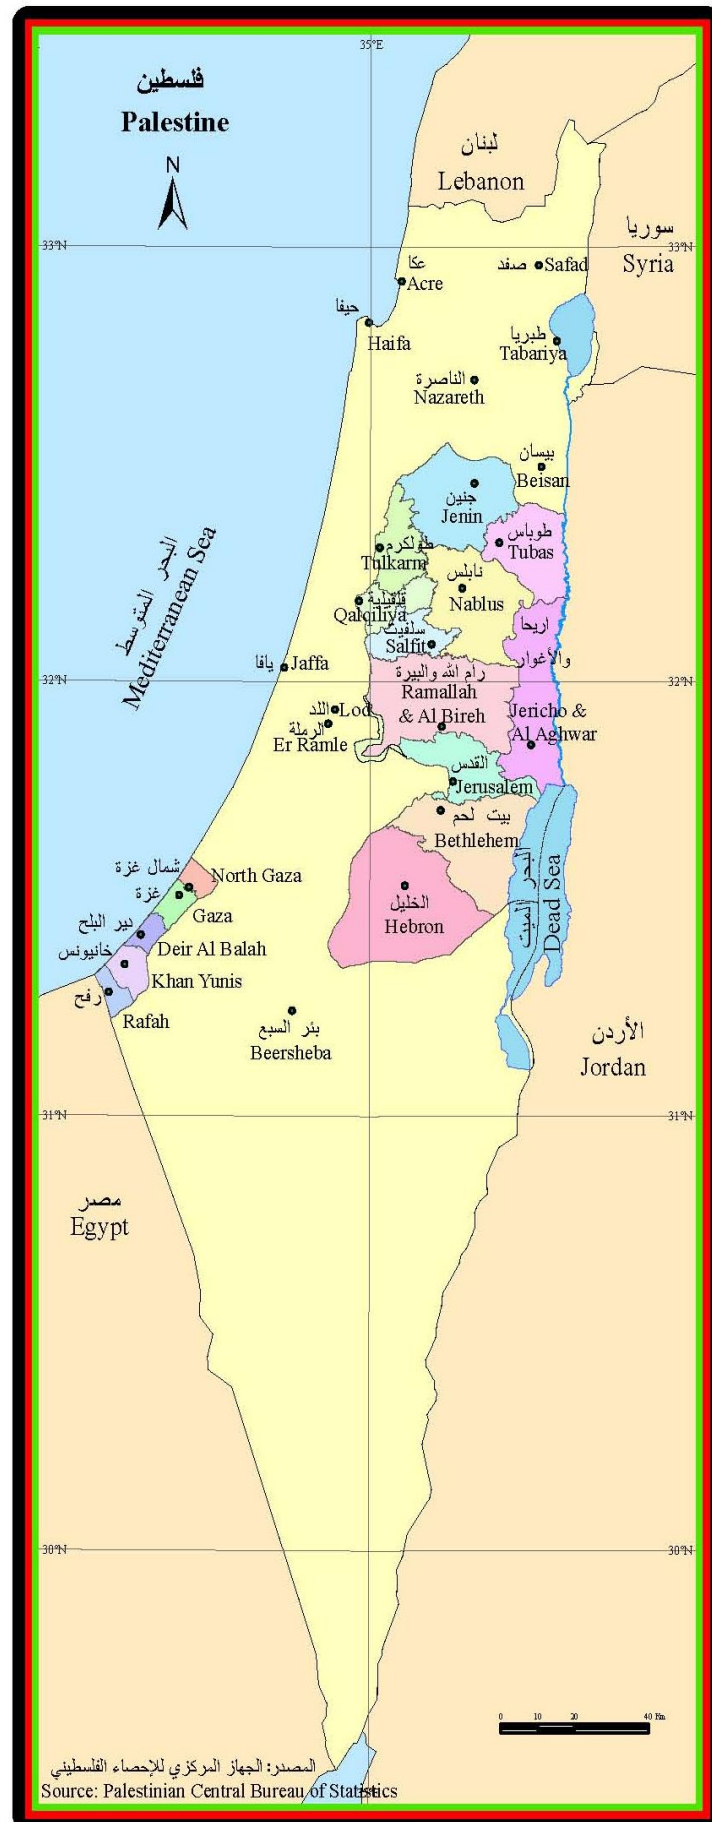 35°E
فلسطين
Palestine
N
لبنان
Lebanon
سوريا
Syria
33°N
33°N
عكا
Acre
صفد Safad
حيفا
Haifa
طبريا
Tabariya
الناصرة
Nazareth
بيسان
Beisan
جنين
Jenin
طوباس
Tubas
طولكرم
Tulkarm
نابلس
Nablus
قلقيلية
Qalqiliya
سلفيت
Salfit
اريحا
والأغوار
Jericho &
Al Aghwar
البحر المتوسط
Mediterranean Sea
يافا Jaffa
32°N
32°N
رام الله والبيرة
Ramallah
& Al Bireh
اللد Lod
الرملة
Er Ramle
القدس
Jerusalem
بيت لحم
Bethlehem
البحر الميت
Dead Sea
شمال غزة
North Gaza
غزة
Gaza
دير البلح
Deir Al Balah
خانيونس
Khan Yunis
رفح
Rafah
الخليل
Hebron
بئر السبع
Beersheba
الأردن
Jordan
31°N
31°N
مصر
Egypt
30°N
30°N
0 10 20 40 Km
المصدر: الجهاز المركزي للإحصاء الفلسطيني
Source: Palestinian Central Bureau of Statistics